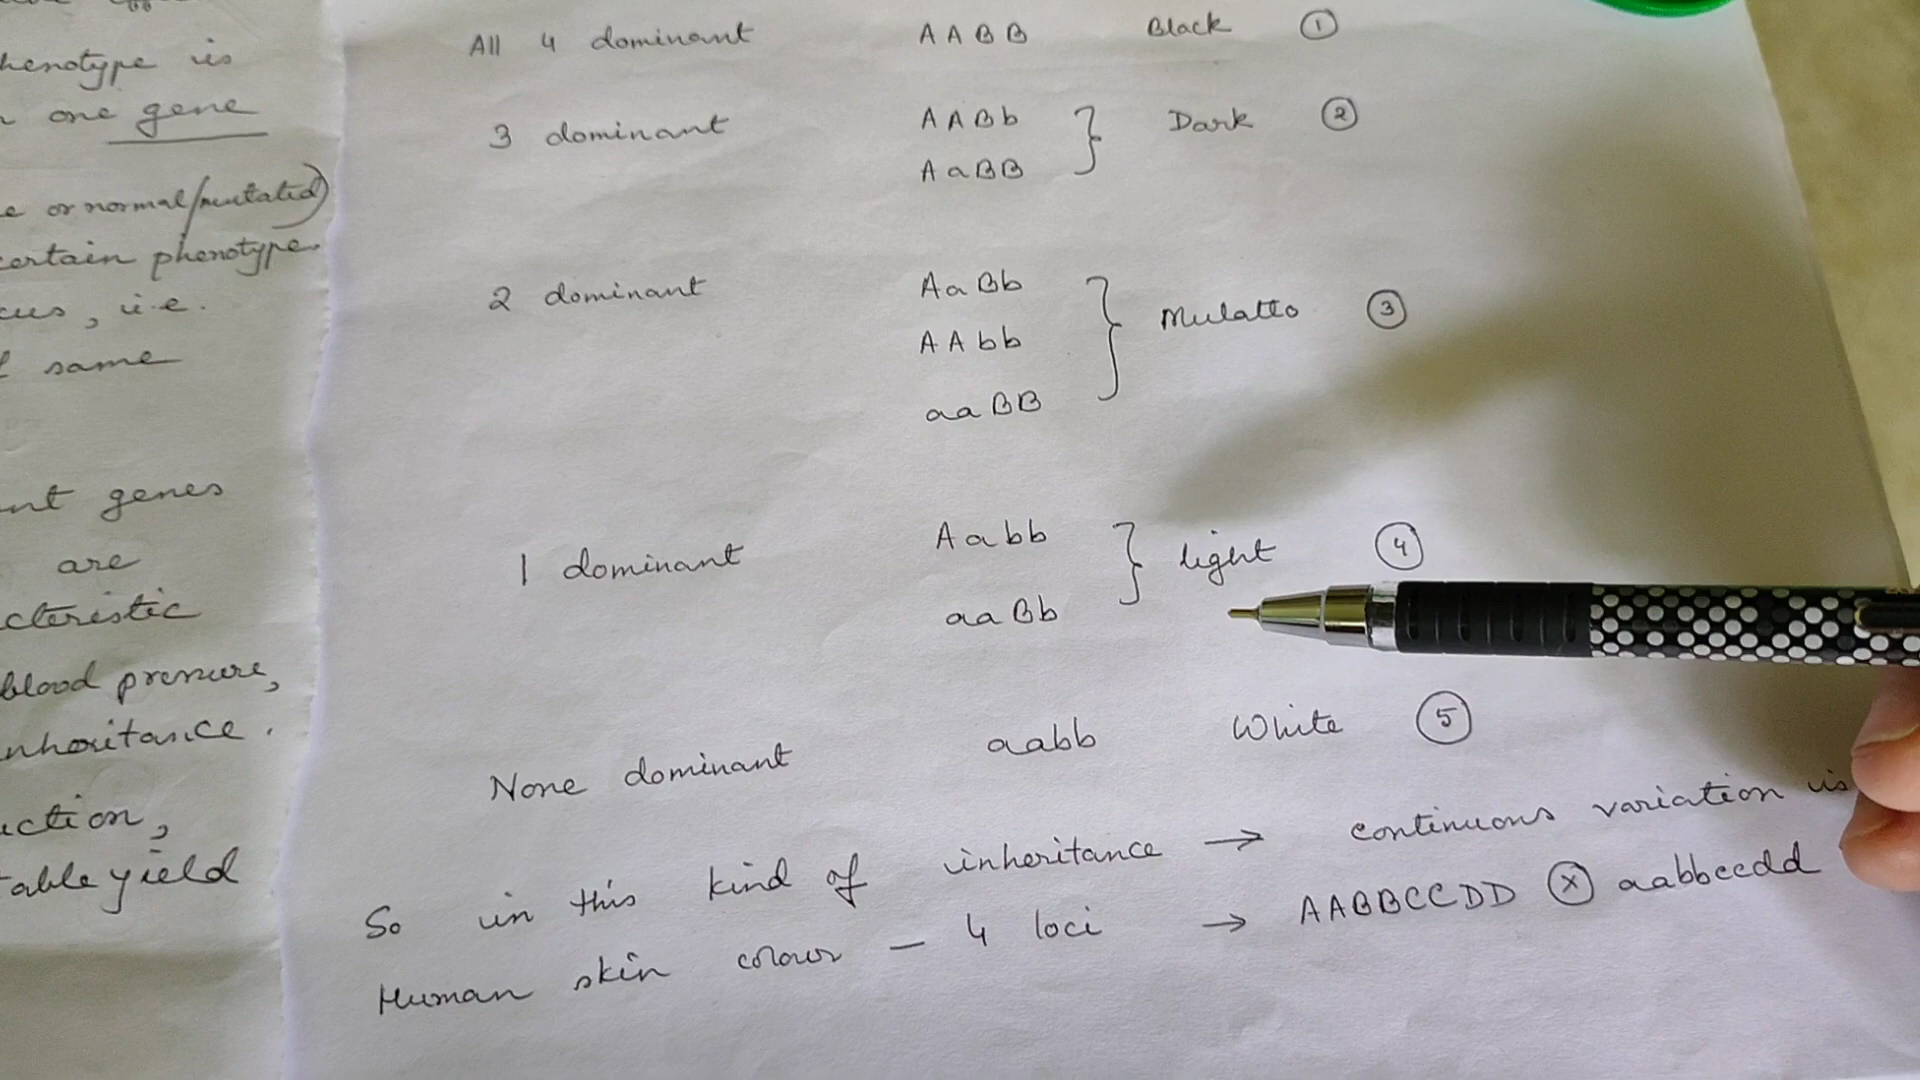 henotype is
one gene
e or normal/mutated)
certain phenotype.
cus, i.e.
same
nt genes
are
cteristic
blood pressure,
nheritance.
uction,
table yield
All 4 dominant AABB Black 1
3 dominant AABb } Dark 2
AaBB
2 dominant AaBb } Mulatto 3
AAbb
aaBB
1 dominant Aabb } light 4
aaBb
None dominant aabb White 5
So in this kind of inheritance → continuous variation is
Human skin colour – 4 loci → AABBCCDD X aabbccdd